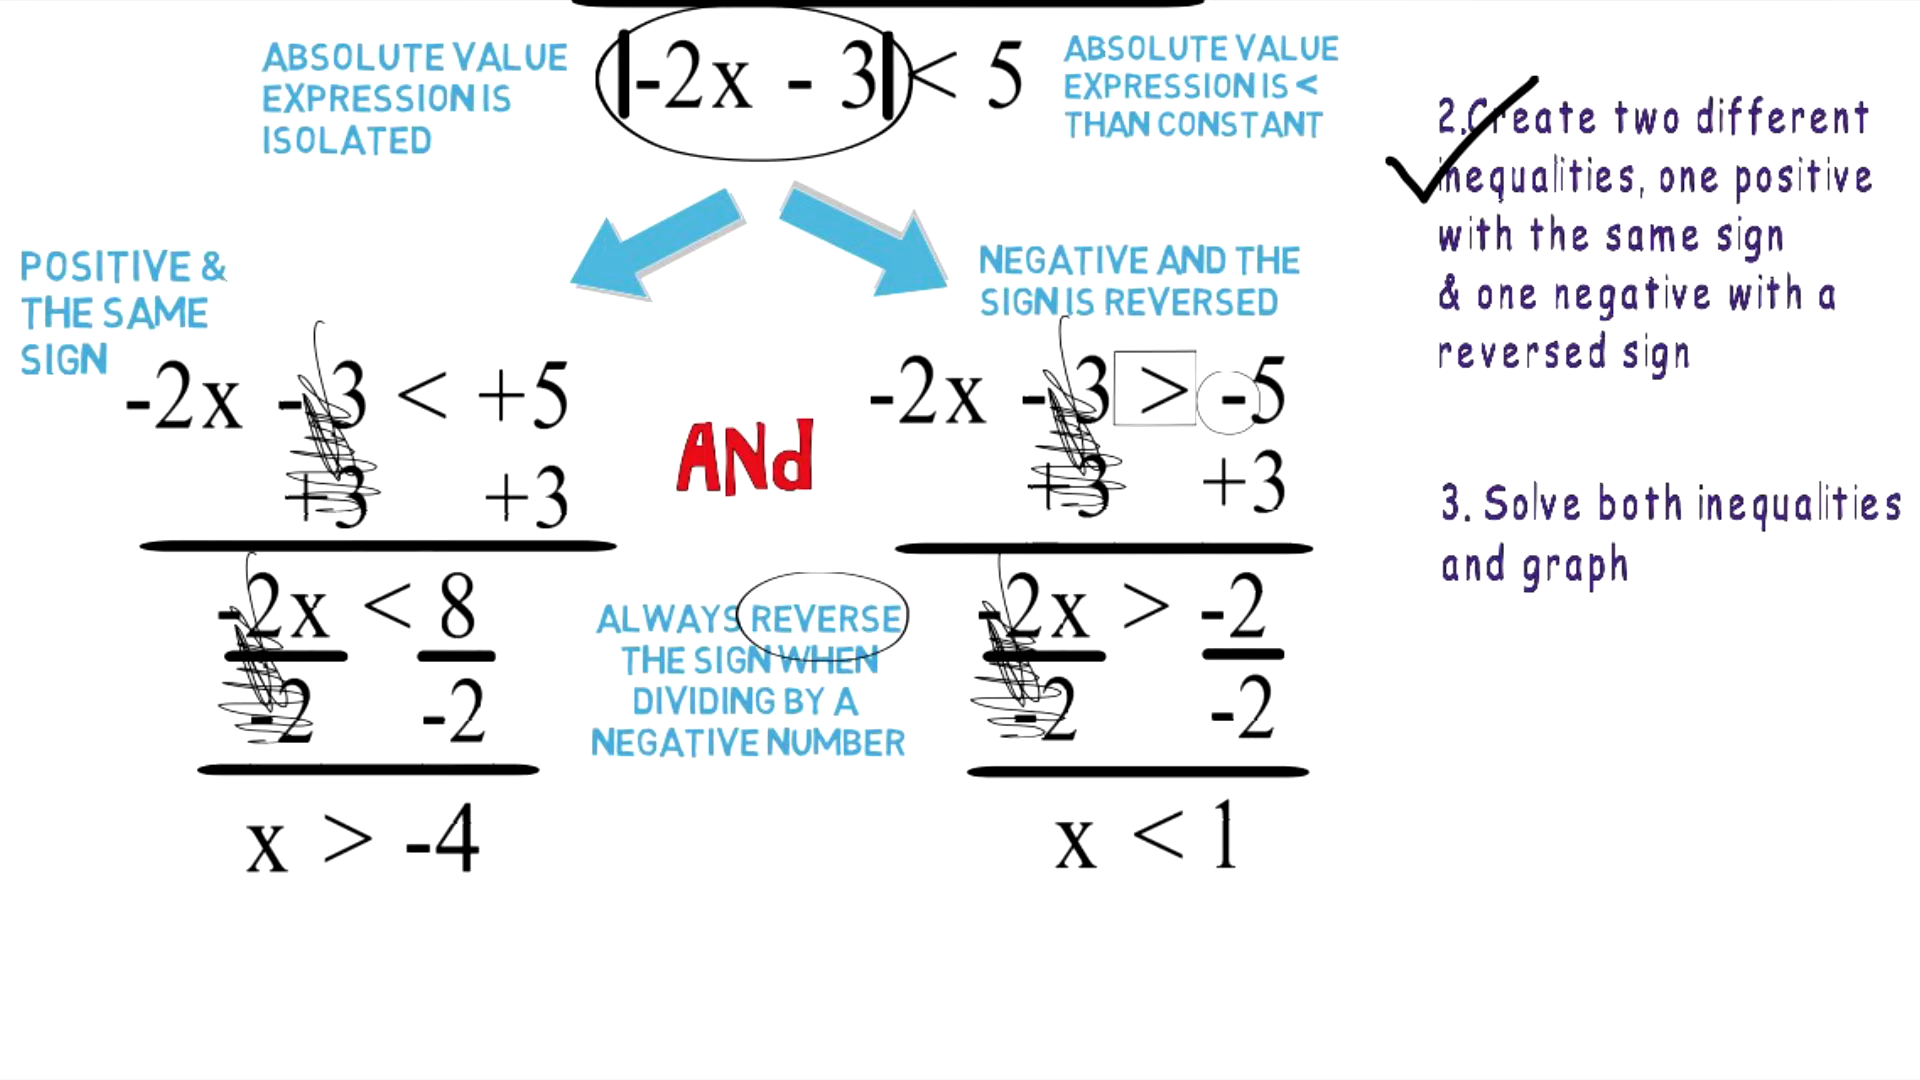 ABSOLUTE VALUE
EXPRESSION IS
ISOLATED
|-2x - 3| < 5
ABSOLUTE VALUE
EXPRESSION IS <
THAN CONSTANT
2.Create two different
inequalities, one positive
with the same sign
& one negative with a
reversed sign
POSITIVE &
THE SAME
SIGN
NEGATIVE AND THE
SIGN IS REVERSED
-2x - 3 < +5
+3 +3
ANd
-2x - 3 > -5
+3 +3
3. Solve both inequalities
and graph
-2x < 8
-2 -2
x > -4
ALWAYS REVERSE
THE SIGN WHEN
DIVIDING BY A
NEGATIVE NUMBER
-2x > -2
-2 -2
x < 1